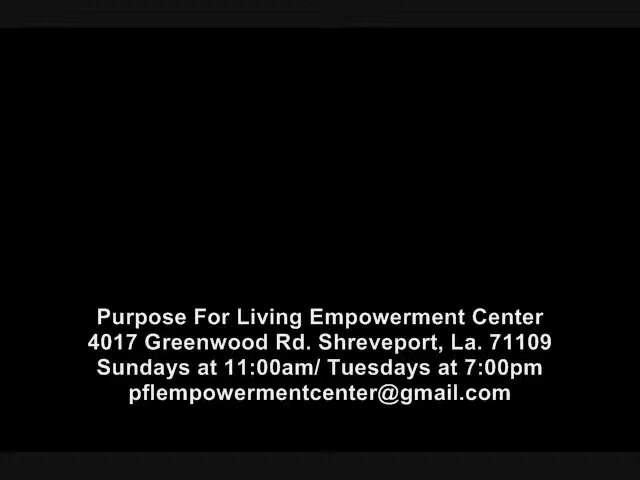 Purpose For Living Empowerment Center
4017 Greenwood Rd. Shreveport, La. 71109
Sundays at 11:00am/ Tuesdays at 7:00pm
pflempowermentcenter@gmail.com